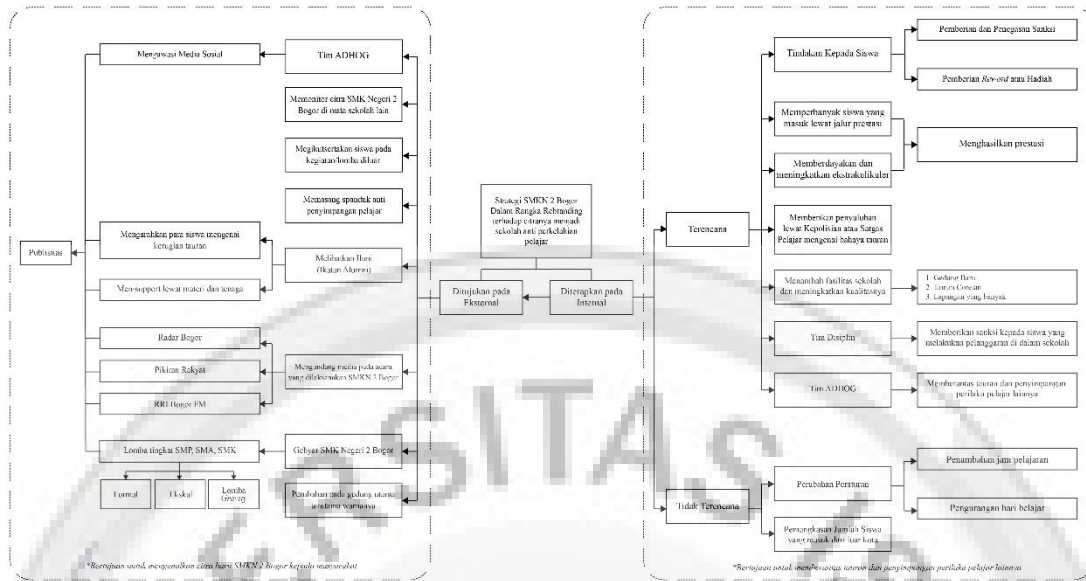 Mengawasi Media Sosial
Tim ADHOG
Memoniter citra SMK Negeri 2
Bogor di mata sekolah lain
Megikutsertakan siswa pada
kegiatan/lomba diluar
Memasang spanduk anti
penyimpangan pelajar
Publisitas
Mengarahkan para siswa mengenai
kerugian tauran
Men-support lewat materi dan tenaga
Melibatkan Iluni
(Ikatan Alumni)
Radar Bogor
Pikiran Rakyat
RRI Bogor FM
Mengundang media pada acara
yang dilaksanakan SMKN 2 Bogor
Lomba tingkat SMP, SMA, SMK
Gebyar SMK Negeri 2 Bogor
Formal
Ekskul
Lomba
Gravity
Perubahan pada gedung utama
terutama warnanya
*Bertujuan untuk mengenalkan citra baru SMKN 2 Bogor kepada masyarakat
Strategi SMKN 2 Bogor
Dalam Rangka Rebranding
terhadap citranya menjadi
sekolah anti perkelahian
pelajar
Ditujukan pada
Eksternal
Diterapkan pada
Internal
Terencana
Tindakan Kepada Siswa
Pemberian dan Penegasan Sanksi
Pemberian Reward atau Hadiah
Memperbanyak siswa yang
masuk lewat jalur prestasi
Memberdayakan dan
meningkatkan ekstrakulikuler
Menghasilkan prestasi
Memberikan penyuluhan
lewat Kepolisian atau Satgas
Pelajar mengenai bahaya tauran
Menambah fasilitas sekolah
dan meningkatkan kualitasnya
1. Gedung Baru
2. Taman
3. Lapangan yang banyak
Tim Disiplin
Memberikan sanksi kepada siswa yang
melakukan pelanggaran di dalam sekolah
Tim ADHOG
Memberantas tauran dan penyimpangan
perilaku pelajar lainnya
Tidak Terencana
Perubahan Peraturan
Penambahan jam pelajaran
Pengurangan hari belajar
Pemangkasan Jumlah Siswa
yang masuk dari luar kota
*Bertujuan untuk memberantas tauran dan penyimpangan perilaku pelajar lainnya
ERSITAS